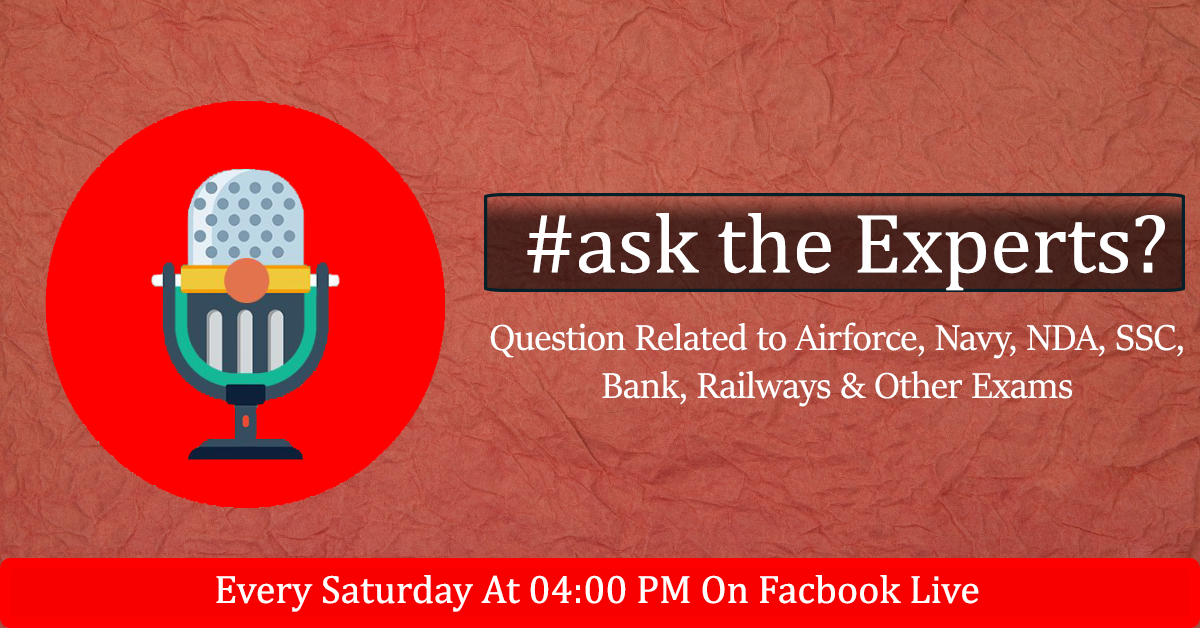 #ask the Experts?
Question Related to Airforce, Navy, NDA, SSC,
Bank, Railways & Other Exams
Every Saturday At 04:00 PM On Facbook Live